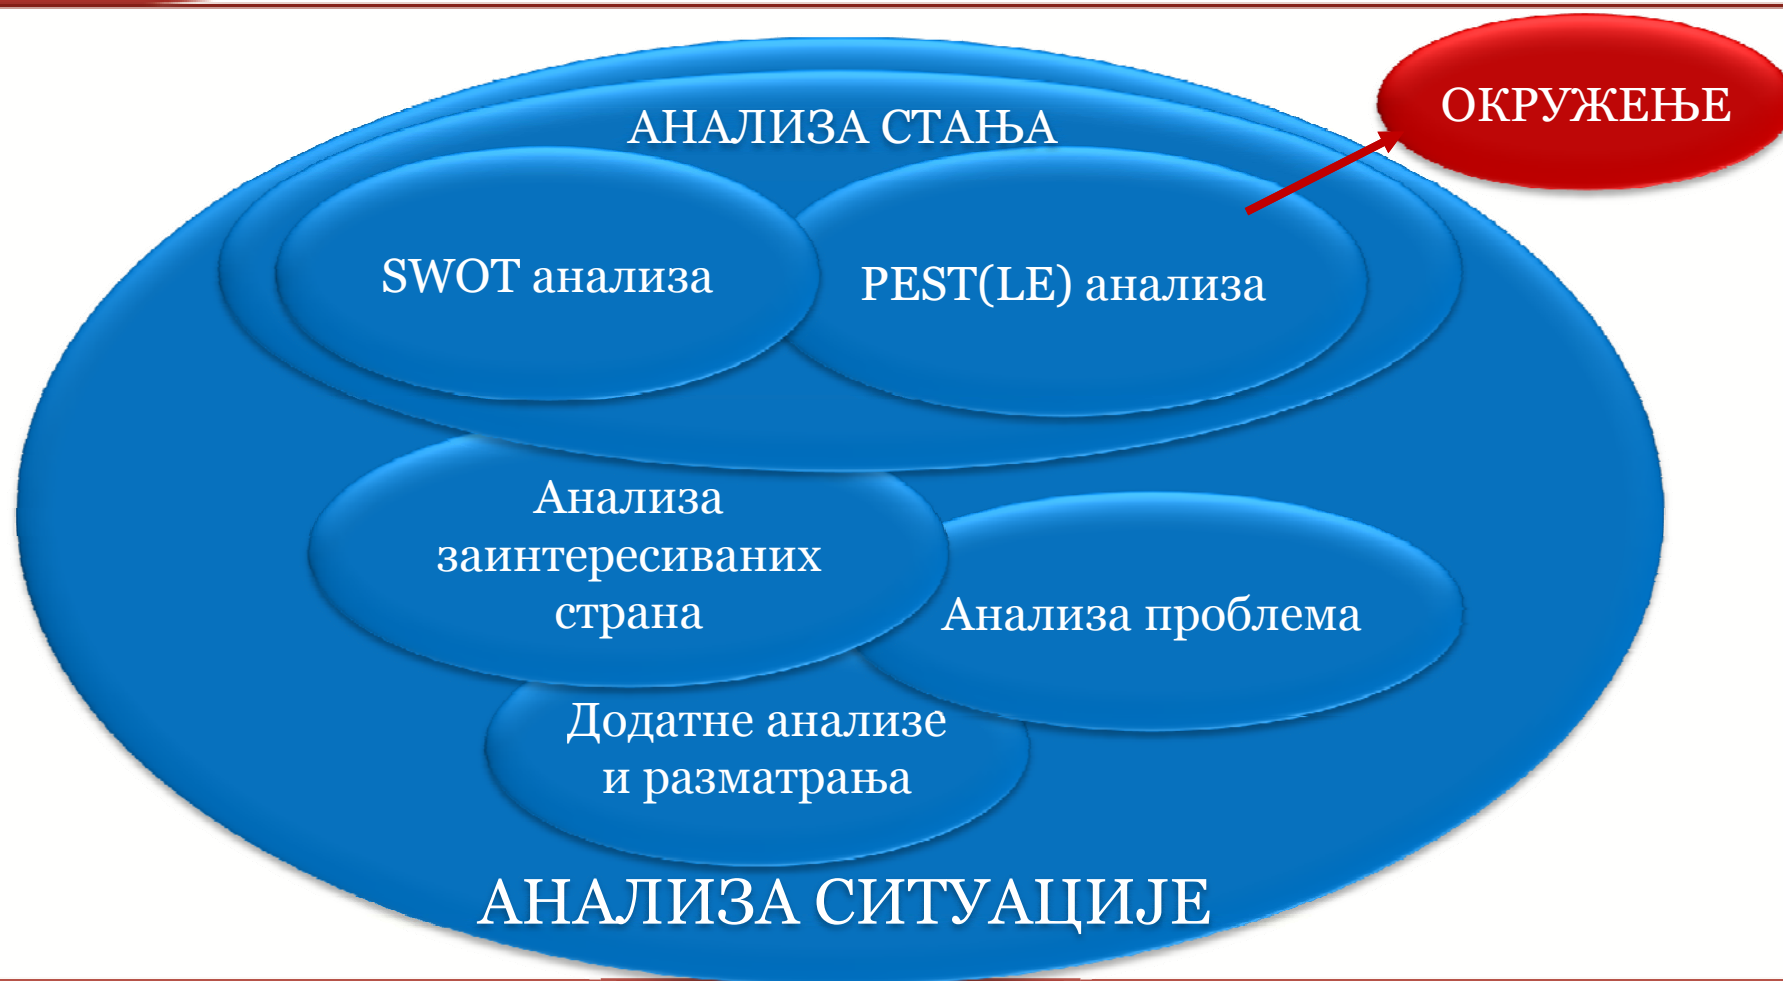 ОКРУЖЕЊЕ
АНАЛИЗА СТАЊА
SWOT анализа
PEST(LE) анализа
Анализа
заинтересиваних
страна
Анализа проблема
Додатне анализе
и разматрања
АНАЛИЗА СИТУАЦИЈЕ